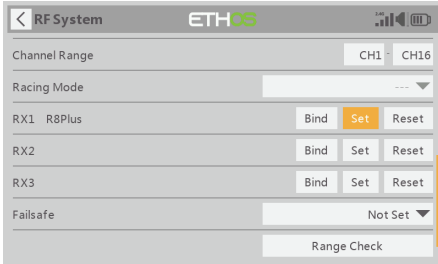 RF System ETHOS
Channel Range CH1 - CH16
Racing Mode ---
RX1 R8Plus Bind Set Reset
RX2 Bind Set Reset
RX3 Bind Set Reset
Failsafe Not Set
Range Check